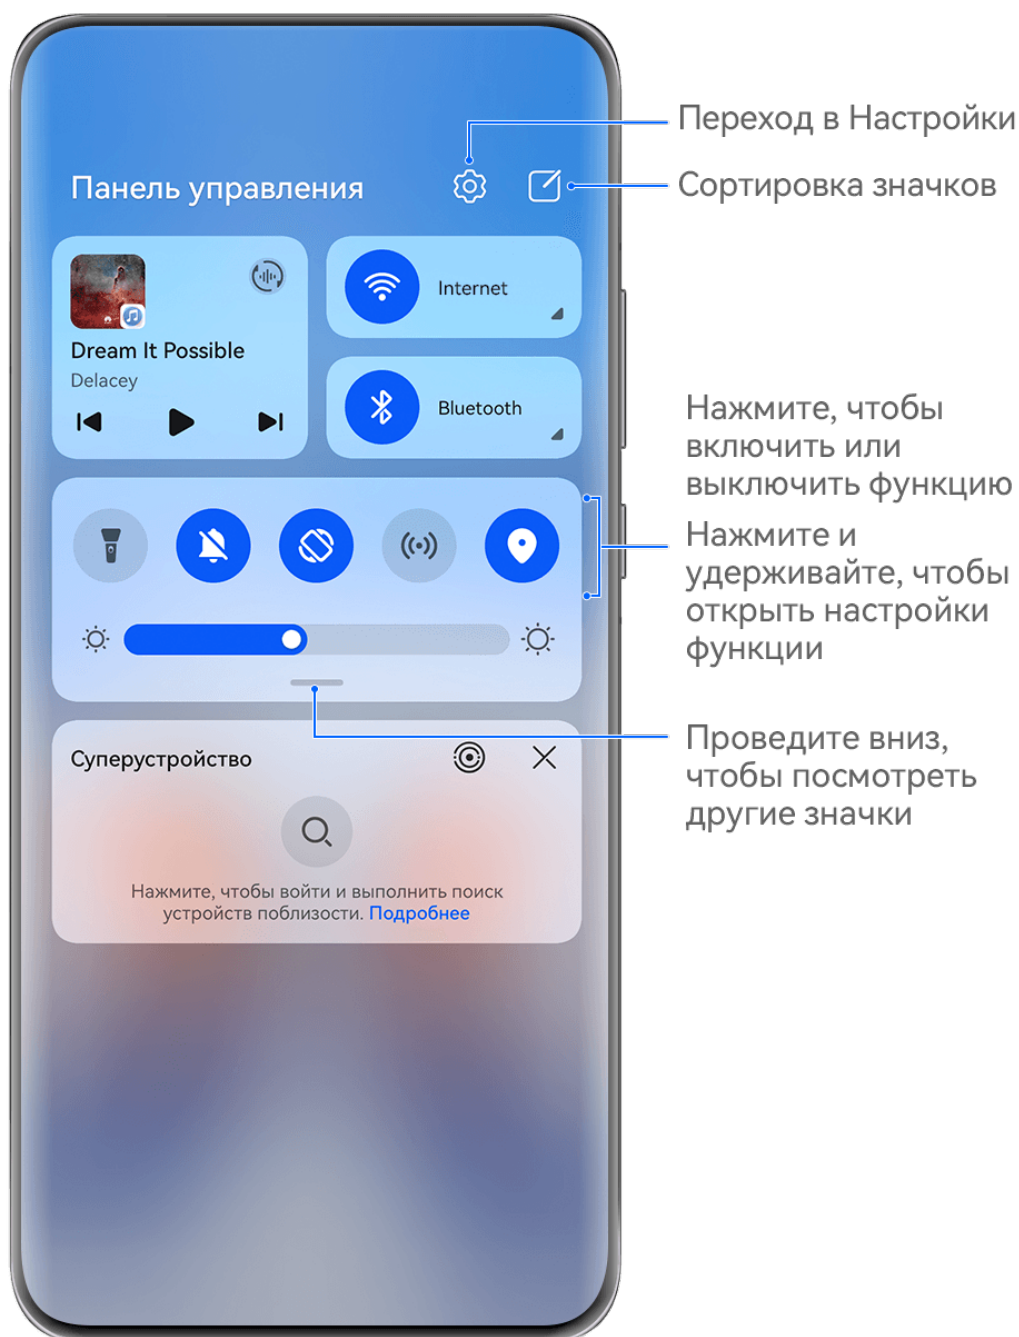 Переход в Настройки
Панель управления
Сортировка значков
Internet
Dream It Possible
Delacey
Bluetooth
Нажмите, чтобы
включить или
выключить функцию
Нажмите и
удерживайте, чтобы
открыть настройки
функции
Проведите вниз,
чтобы посмотреть
другие значки
Суперустройство
Нажмите, чтобы войти и выполнить поиск
устройств поблизости. Подробнее